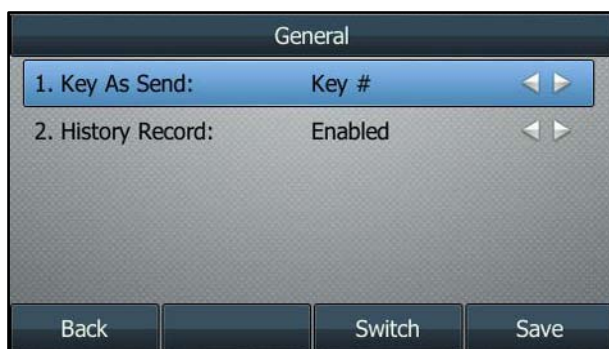 General
1. Key As Send: Key #
2. History Record: Enabled
Back Switch Save